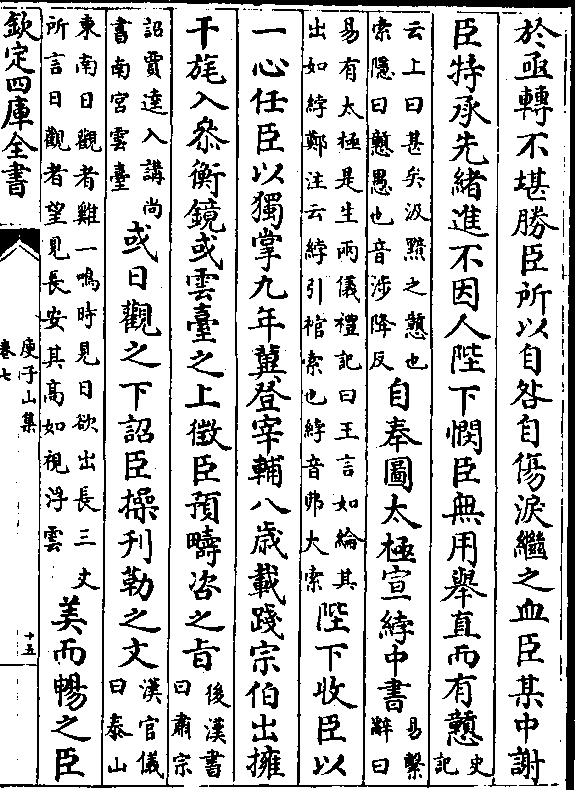 於亟轉不堪勝臣所以自咎自傷淚繼之血臣某中謝
臣特承先緒進不因人陛下憫臣無用舉直而有戇史記
云上曰甚矣汲黯之戇也
索隱曰戇愚也音涉降反
自奉圖太極宣綍中書易繫辭曰
易有太極是生兩儀禮記曰王言如綸其
出如綍鄭注云綍引棺索也綍音弗大索
陛下收臣以
一心任臣以獨掌九年冀登宰輔八歳載踐宗伯出擁
干旄入叅衡鏡或雲臺之上徵臣預疇咨之旨後漢書曰肅宗
詔賈逵入講尚
書南宮雲臺
或日觀之下詔臣操刋勒之文漢官儀曰泰山
東南日觀者雞一鳴時見日欲出長三丈
所言日觀者望見長安其高如視浮雲
美而暢之臣
欽定四庫全書
庾子山集
卷七
十五